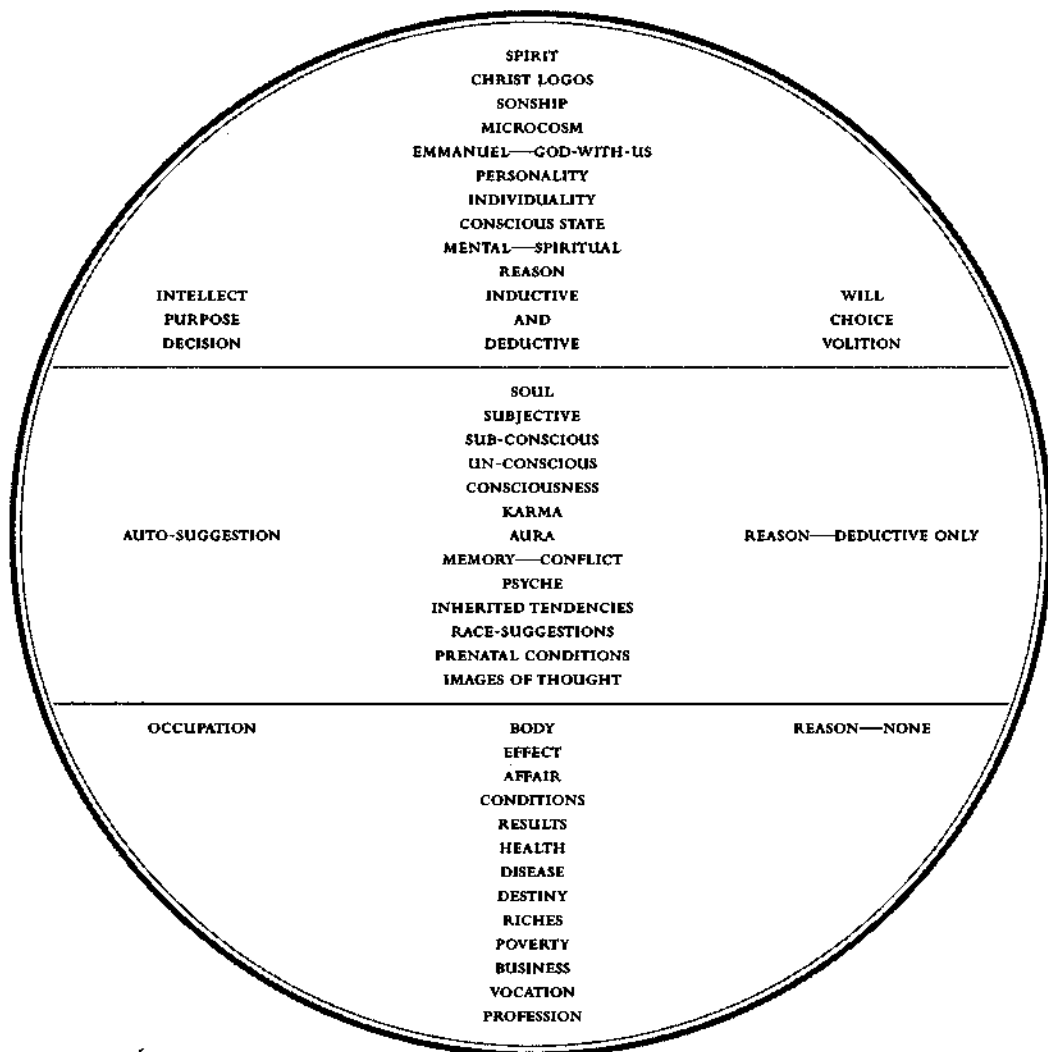 SPIRIT
CHRIST LOGOS
SONSHIP
MICROCOSM
EMMANUEL—GOD-WITH-US
PERSONALITY
INDIVIDUALITY
CONSCIOUS STATE
MENTAL—SPIRITUAL
REASON
INTELLECT INDUCTIVE WILL
PURPOSE AND CHOICE
DECISION DEDUCTIVE VOLITION
SOUL
SUBJECTIVE
SUB-CONSCIOUS
UN-CONSCIOUS
CONSCIOUSNESS
KARMA
AUTO-SUGGESTION AURA REASON—DEDUCTIVE ONLY
MEMORY—CONFLICT
PSYCHE
INHERITED TENDENCIES
RACE-SUGGESTIONS
PRENATAL CONDITIONS
IMAGES OF THOUGHT
OCCUPATION BODY REASON—NONE
EFFECT
AFFAIR
CONDITIONS
RESULTS
HEALTH
DISEASE
DESTINY
RICHES
POVERTY
BUSINESS
VOCATION
PROFESSION